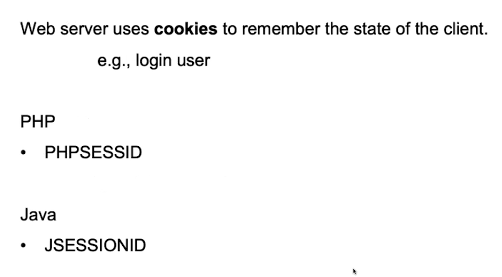 Web server uses cookies to remember the state of the client.
e.g., login user
PHP
• PHPSESSID
Java
• JSESSIONID